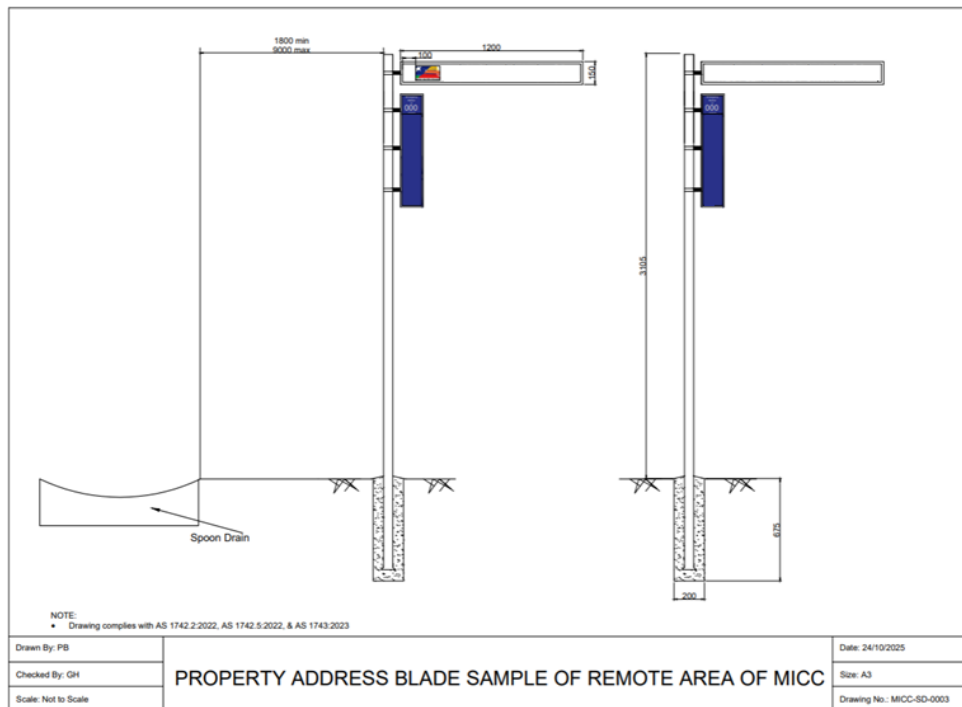 1800 min
9000 max
1200
100
150
000
000
3105
675
200
Spoon Drain
NOTE:
• Drawing complies with AS 1742.2:2022, AS 1742.5:2022, & AS 1743:2023
Drawn By: PB
Checked By: GH
Scale: Not to Scale
PROPERTY ADDRESS BLADE SAMPLE OF REMOTE AREA OF MICC
Date: 24/10/2025
Size: A3
Drawing No.: MICC-SD-0003